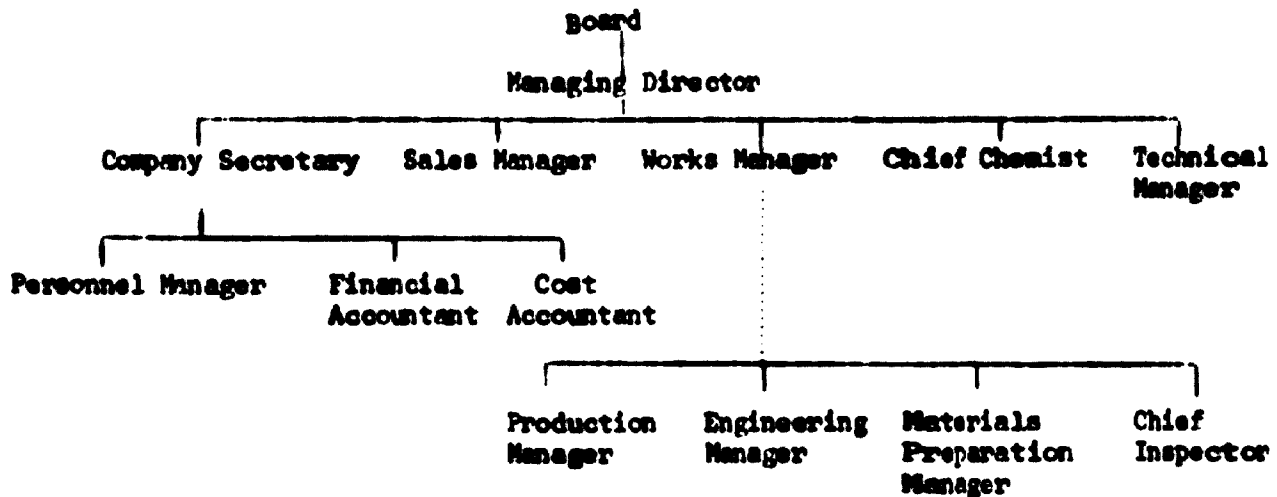 Board
Managing Director
Company Secretary Sales Manager Works Manager Chief Chemist Technical
Manager
Personnel Manager Financial Cost
Accountant Accountant
Production Engineering Materials Chief
Manager Manager Preparation Inspector
Manager